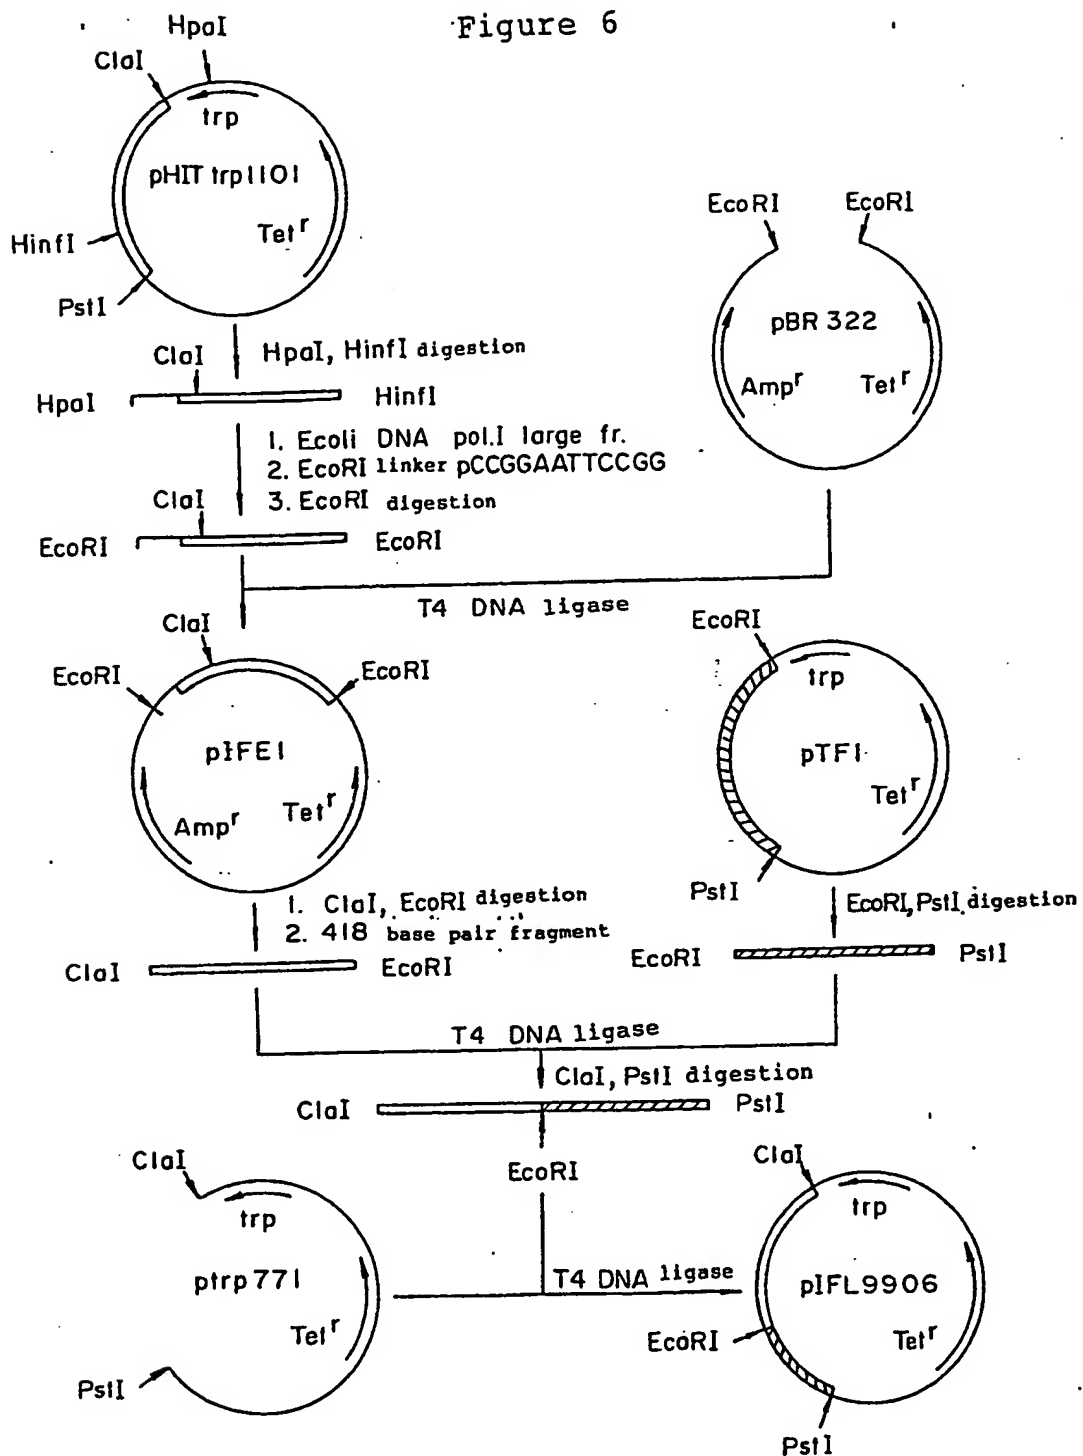 Figure 6
HpaI
ClaI
trp
pHIT trp1101
Tet^r
HinfI
PstI
EcoRI EcoRI
pBR 322
Amp^r Tet^r
HpaI, HinfI digestion
ClaI
HpaI HinfI
1. Ecoli DNA pol.I large fr.
2. EcoRI linker pCCGGAATTCCGG
3. EcoRI digestion
ClaI
EcoRI EcoRI
T4 DNA ligase
ClaI
EcoRI EcoRI
pIFE1
Amp^r Tet^r
EcoRI
trp
pTF1
Tet^r
PstI
1. ClaI, EcoRI digestion
2. 418 base pair fragment
EcoRI, PstI digestion
ClaI EcoRI
EcoRI PstI
T4 DNA ligase
ClaI, PstI digestion
ClaI PstI
EcoRI
ClaI
trp
ptrp771
Tet^r
PstI
T4 DNA ligase
ClaI
trp
pIFL9906
EcoRI
Tet^r
PstI